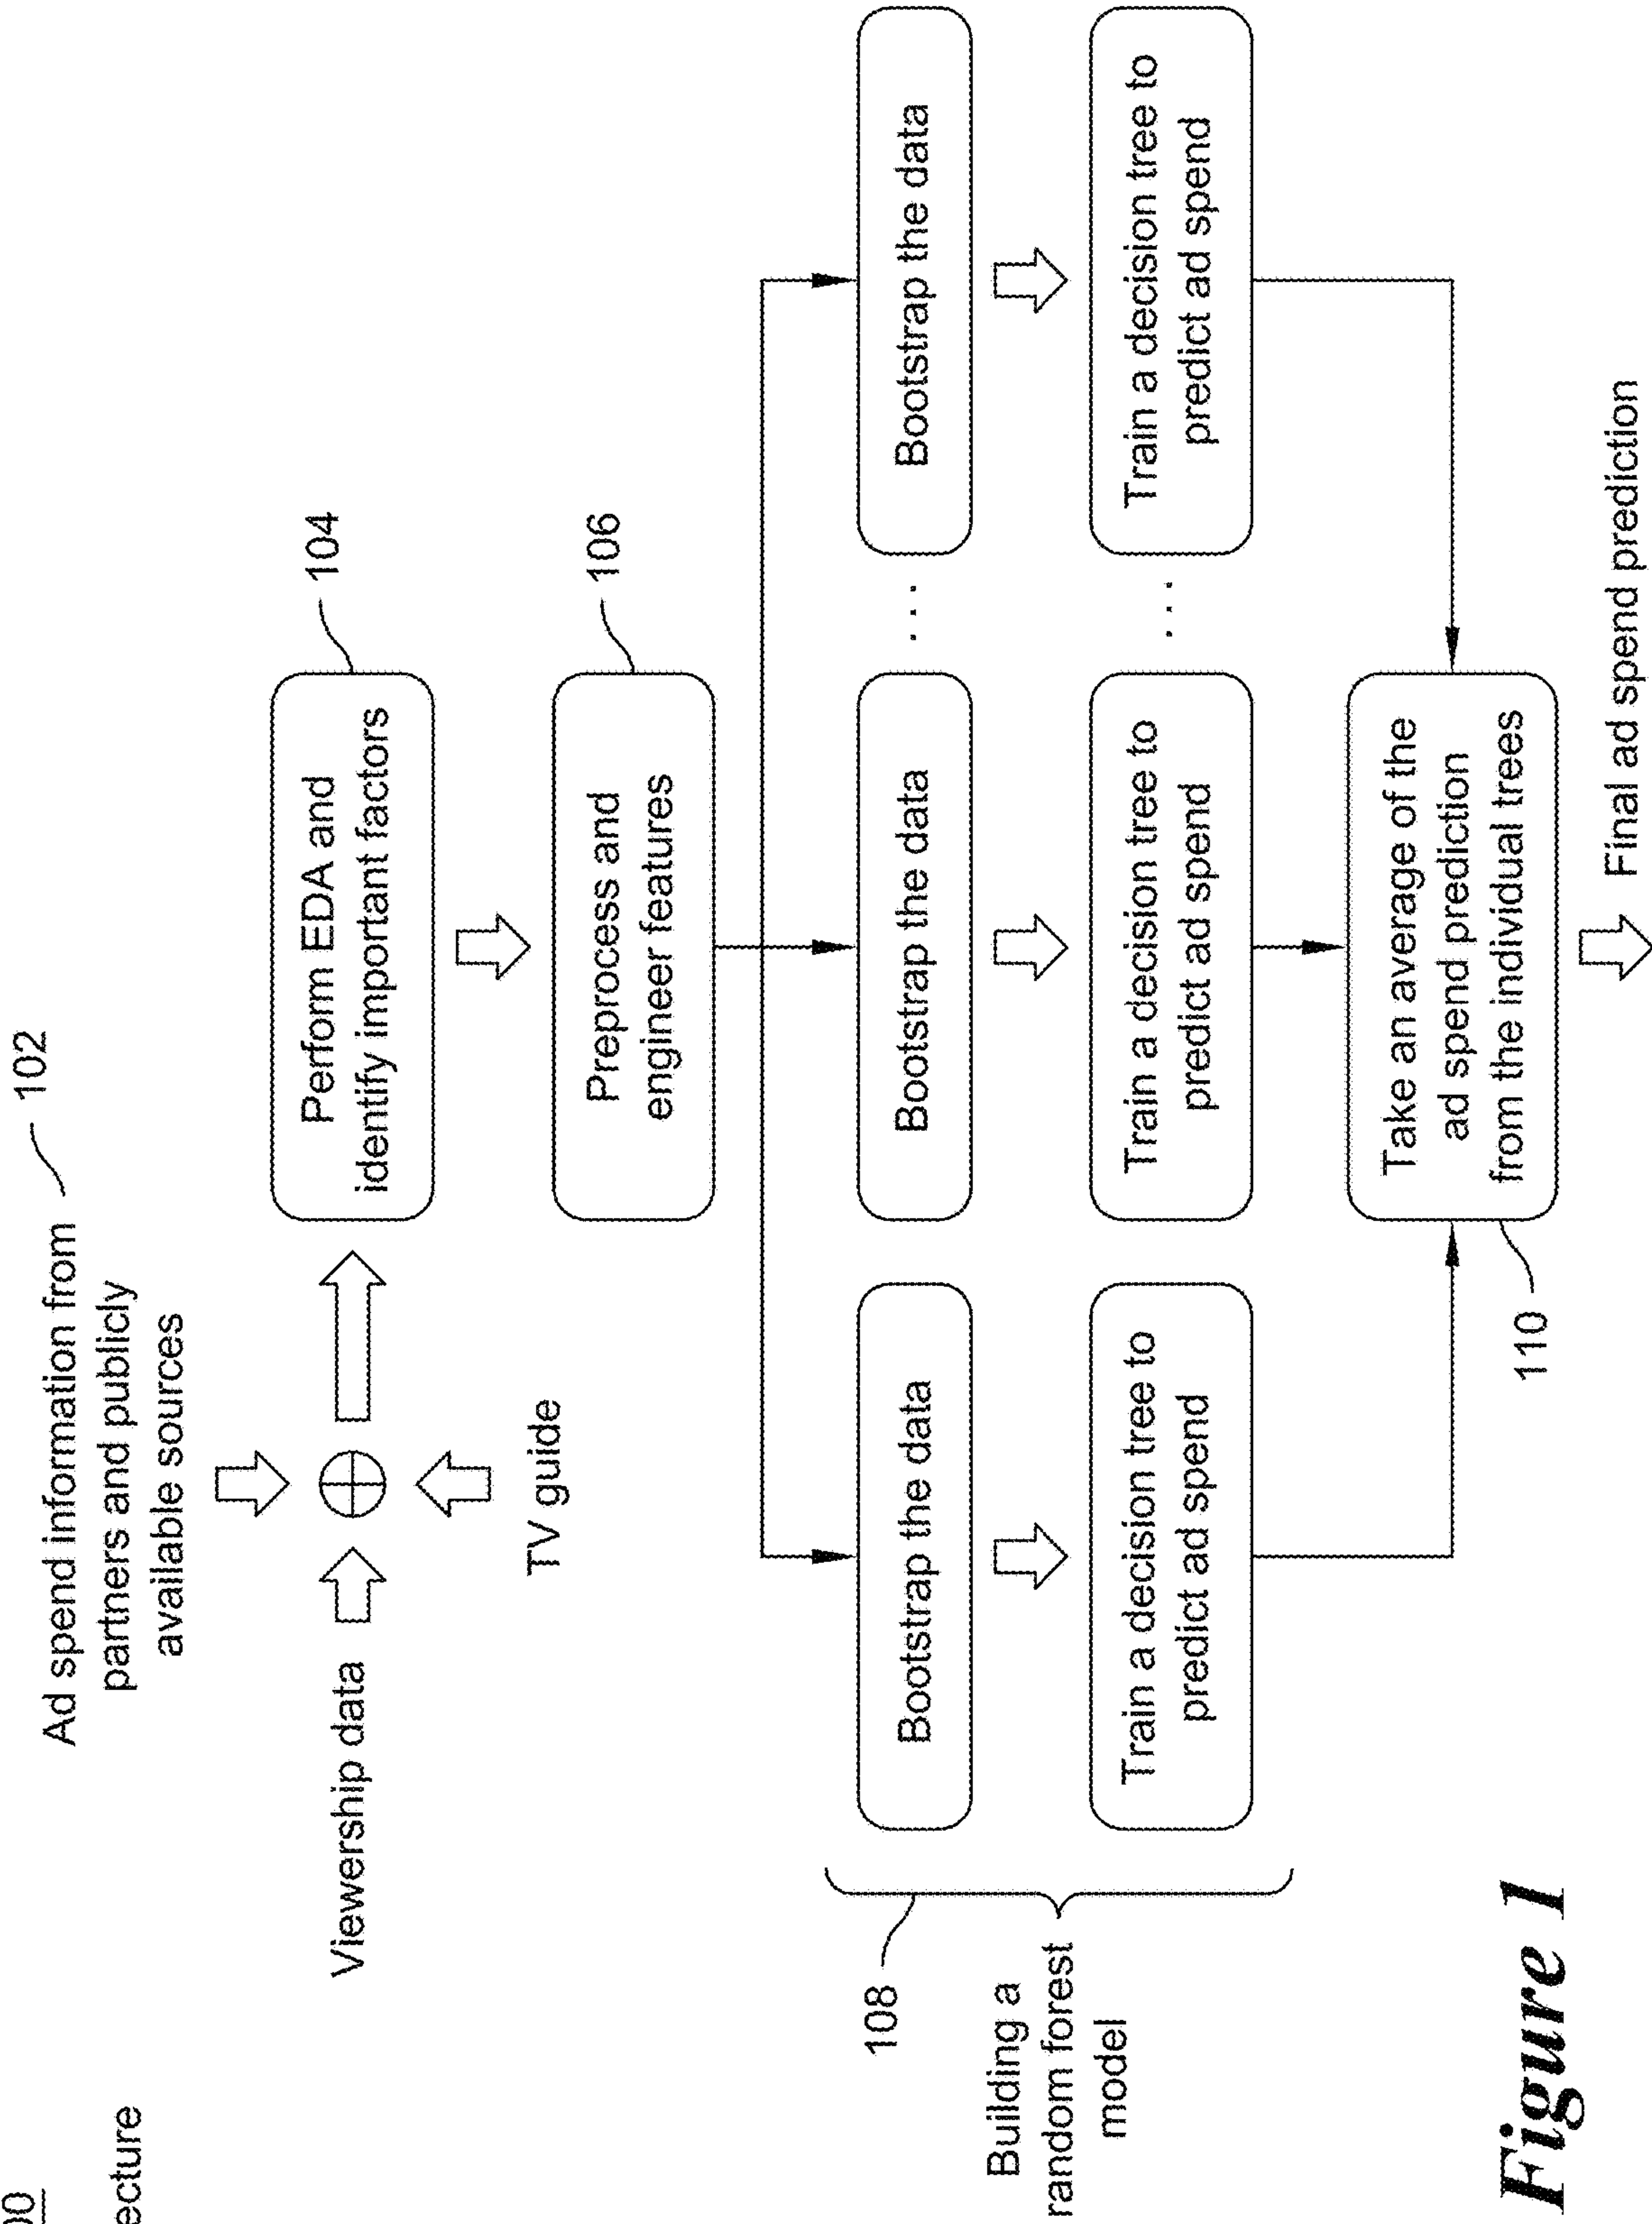 00
ecture
Ad spend information from
partners and publicly
available sources
102
Viewership data
TV guide
Perform EDA and
identify important factors
104
Preprocess and
engineer features
106
Building a
random forest
model
108
Bootstrap the data
Bootstrap the data
...
Bootstrap the data
Train a decision tree to
predict ad spend
Train a decision tree to
predict ad spend
...
Train a decision tree to
predict ad spend
110
Take an average of the
ad spend prediction
from the individual trees
Final ad spend prediction
Figure 1